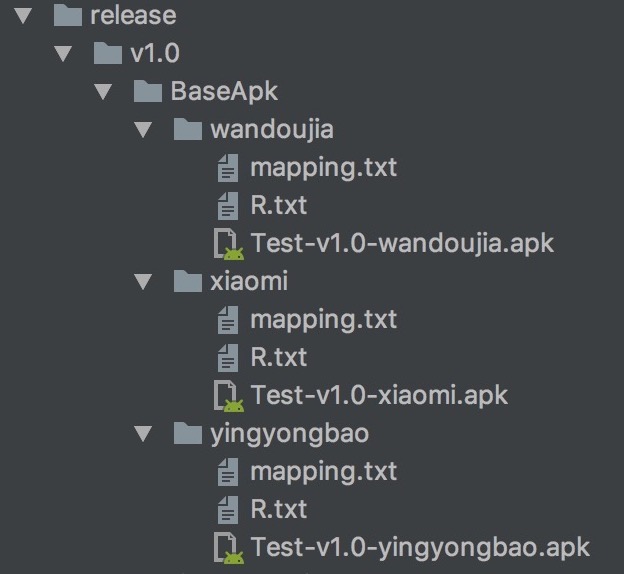 release
v1.0
BaseApk
wandoujia
mapping.txt
R.txt
Test-v1.0-wandoujia.apk
xiaomi
mapping.txt
R.txt
Test-v1.0-xiaomi.apk
yingyongbao
mapping.txt
R.txt
Test-v1.0-yingyongbao.apk